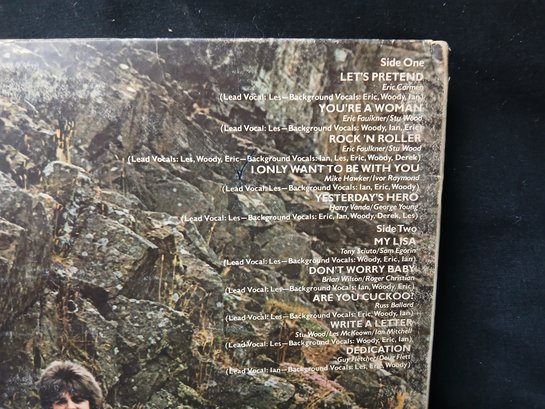 Side One
LET'S PRETEND
Eric Carmen
(Lead Vocal: Les—Background Vocals: Eric, Woody, Ian)
YOU'RE A WOMAN
Eric Faulkner/Stu Wood
(Lead Vocal: Les—Background Vocals: Woody, Ian, Eric)
ROCK 'N ROLLER
Eric Faulkner/Stu Wood
(Lead Vocals: Les, Woody, Eric—Background Vocals: Ian, Les, Eric, Woody, Derek)
I ONLY WANT TO BE WITH YOU
Mike Hawker/Ivor Raymond
(Lead Vocal: Les—Background Vocals: Ian, Eric, Woody)
YESTERDAY'S HERO
Harry Vanda/George Young
(Lead Vocal: Les—Background Vocals: Eric, Ian, Woody, Derek, Les)
Side Two
MY LISA
Tony Sciuto/Sam Egorin
(Lead Vocal: Les—Background Vocals: Woody, Eric, Ian)
DON'T WORRY BABY
Brian Wilson/Roger Christian
(Lead Vocal: Les—Background Vocals: Ian, Woody, Eric)
ARE YOU CUCKOO?
Russ Ballard
(Lead Vocal: Les—Background Vocals: Woody, Eric, Ian)
WRITE A LETTER
Stu Wood/Les McKeown/Ian Mitchell
(Lead Vocal: Les—Background Vocals: Woody, Eric, Ian)
DEDICATION
Guy Fletcher/Doug Flett
(Lead Vocal: Ian—Background Vocals: Les, Eric, Woody)